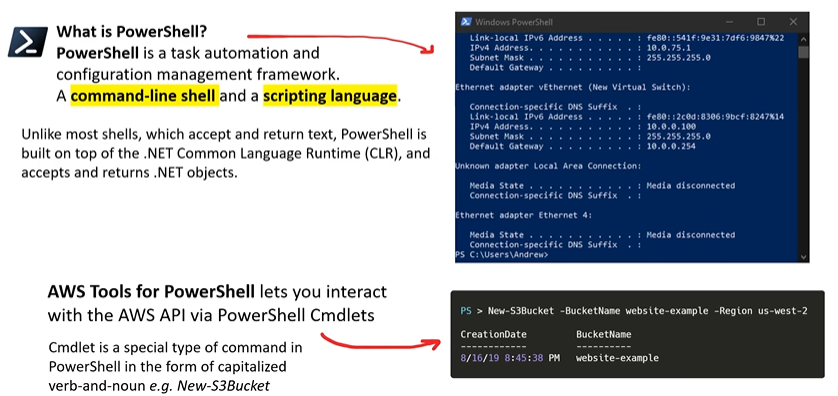 What is PowerShell?
PowerShell is a task automation and
configuration management framework.
A command-line shell and a scripting language.
Unlike most shells, which accept and return text, PowerShell is
built on top of the .NET Common Language Runtime (CLR), and
accepts and returns .NET objects.
Windows PowerShell
Link-local IPv6 Address . . . . . : fe80::541f:9e31:7df6:9847%22
IPv4 Address. . . . . . . . . . . : 10.0.75.1
Subnet Mask . . . . . . . . . . . : 255.255.255.0
Default Gateway . . . . . . . . . :
Ethernet adapter vEthernet (New Virtual Switch):
Connection-specific DNS Suffix  . :
Link-local IPv6 Address . . . . . : fe80::2c0d:8306:9bcf:8247%14
IPv4 Address. . . . . . . . . . . : 10.0.0.100
Subnet Mask . . . . . . . . . . . : 255.255.255.0
Default Gateway . . . . . . . . . : 10.0.0.254
Unknown adapter Local Area Connection:
Media State . . . . . . . . . . . : Media disconnected
Connection-specific DNS Suffix  . :
Ethernet adapter Ethernet 4:
Media State . . . . . . . . . . . : Media disconnected
Connection-specific DNS Suffix  . :
PS C:\Users\Andrew>
AWS Tools for PowerShell lets you interact
with the AWS API via PowerShell Cmdlets
Cmdlet is a special type of command in
PowerShell in the form of capitalized
verb-and-noun e.g. New-S3Bucket
PS > New-S3Bucket -BucketName website-example -Region us-west-2
CreationDate BucketName
------------ ----------
8/16/19 8:45:38 PM website-example